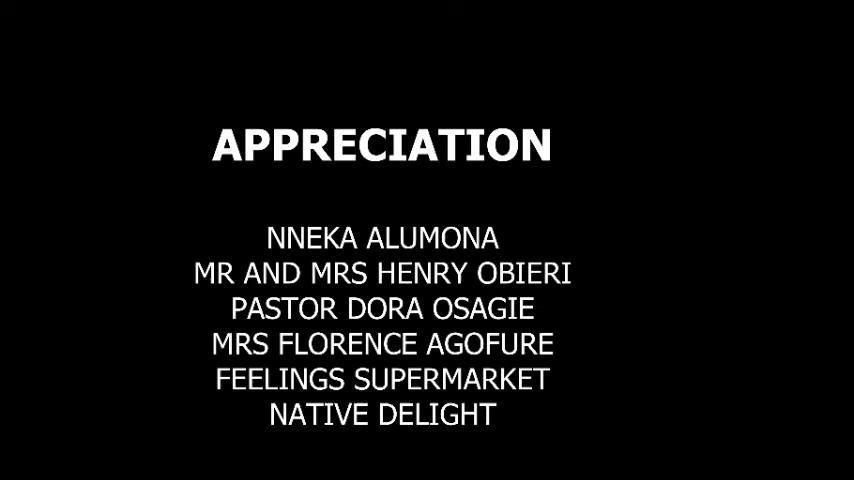 APPRECIATION
NNEKA ALUMONA
MR AND MRS HENRY OBIERI
PASTOR DORA OSAGIE
MRS FLORENCE AGOFURE
FEELINGS SUPERMARKET
NATIVE DELIGHT